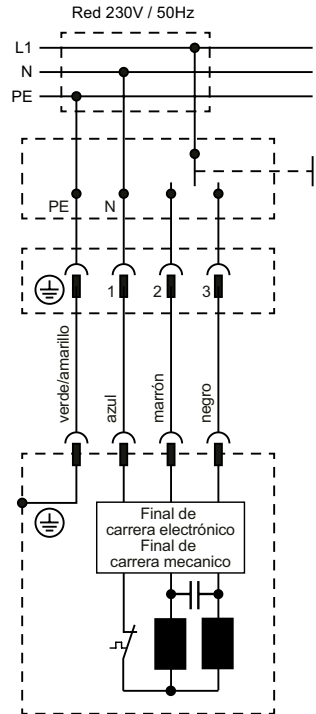 Red 230V / 50Hz
L1
N
PE
PE
N
1
2
3
verde/amarillo
azul
marrón
negro
Final de
carrera electrónico
Final de
carrera mecanico